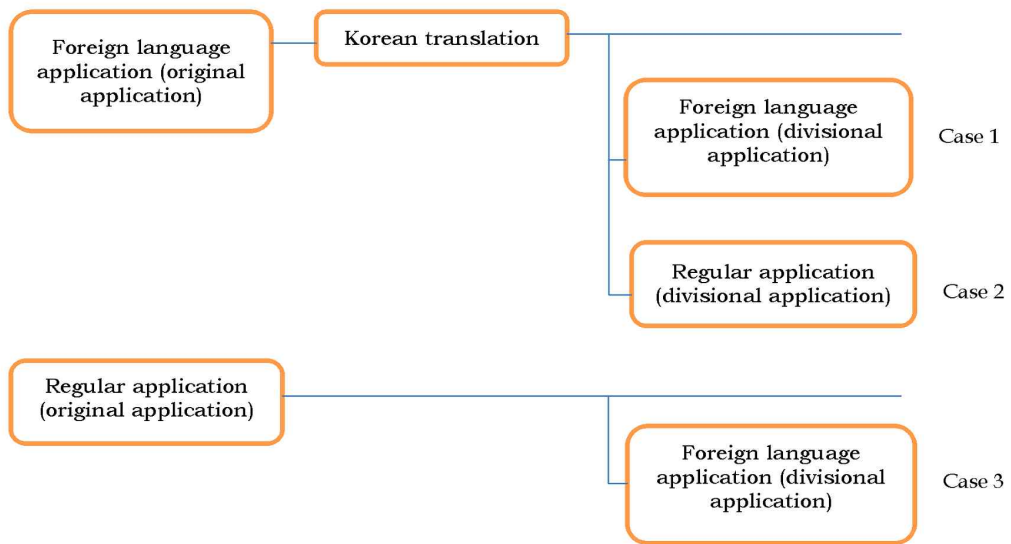 Foreign language
application (original
application)
Korean translation
Foreign language
application (divisional
application)
Case 1
Regular application
(divisional application)
Case 2
Regular application
(original application)
Foreign language
application (divisional
application)
Case 3